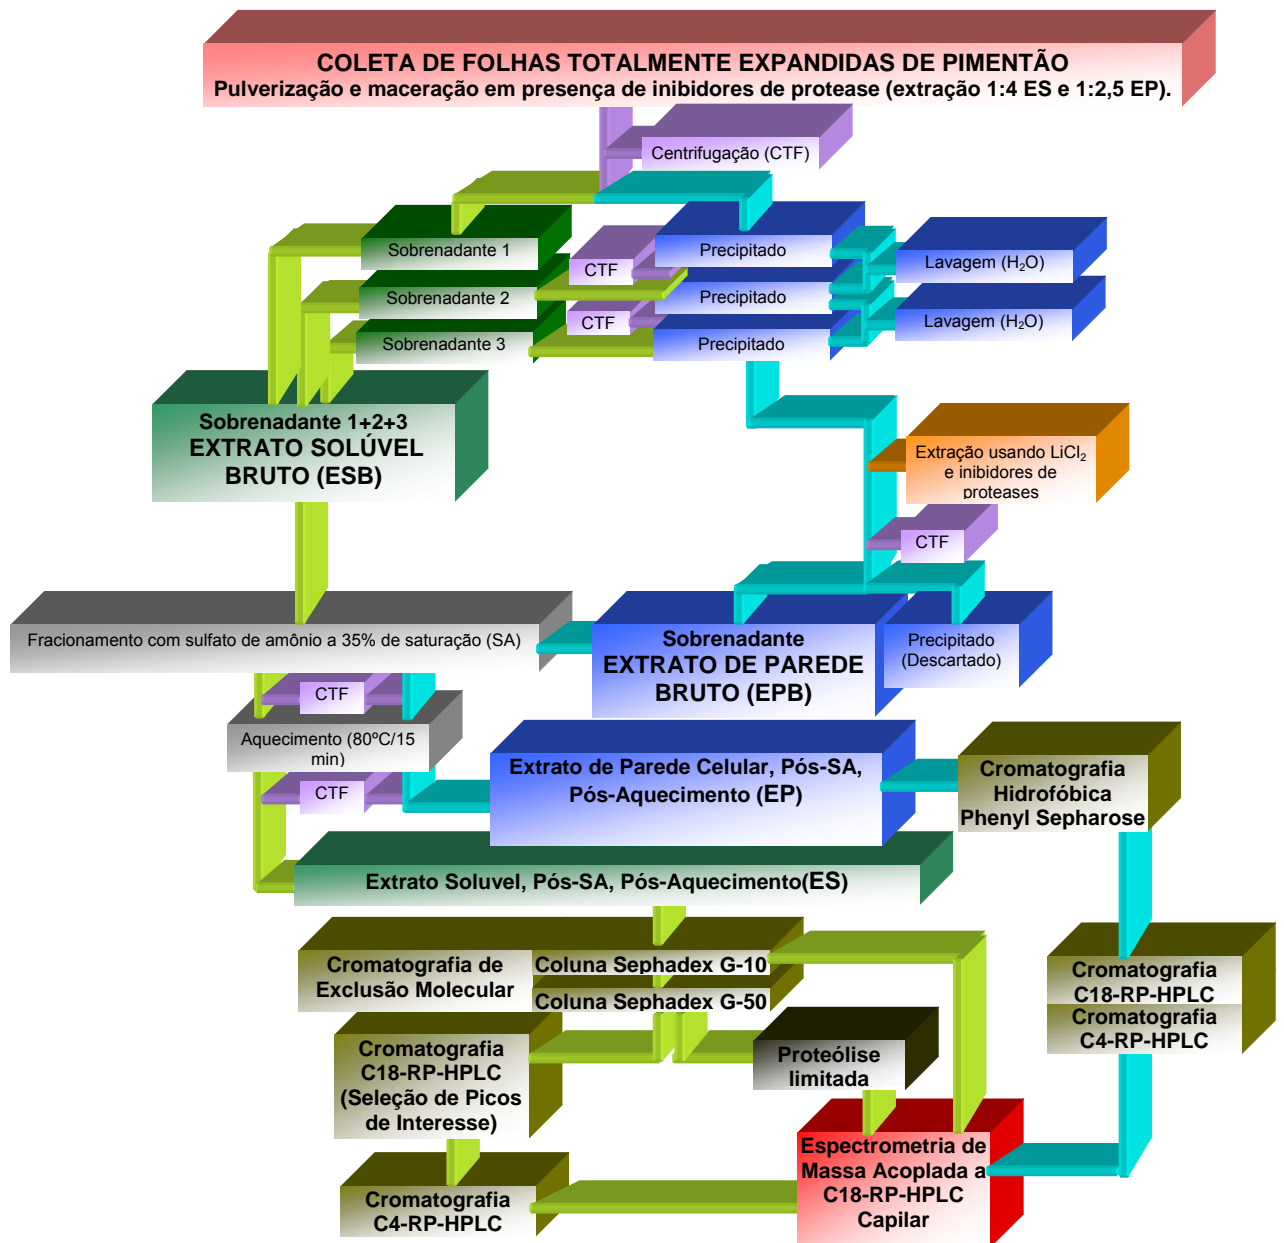 COLETA DE FOLHAS TOTALMENTE EXPANDIDAS DE PIMENTÃO
Pulverização e maceração em presença de inibidores de protease (extração 1:4 ES e 1:2,5 EP).
Centrifugação (CTF)
Sobrenadante 1
Precipitado
Lavagem (H₂O)
CTF
Sobrenadante 2
Precipitado
Lavagem (H₂O)
CTF
Sobrenadante 3
Precipitado
Sobrenadante 1+2+3
EXTRATO SOLÚVEL
BRUTO (ESB)
Extração usando LiCl₂
e inibidores de
proteases
CTF
Fracionamento com sulfato de amônio a 35% de saturação (SA)
Sobrenadante
EXTRATO DE PAREDE
BRUTO (EPB)
Precipitado
(Descartado)
CTF
Aquecimento (80ºC/15
min)
CTF
Extrato de Parede Celular, Pós-SA,
Pós-Aquecimento (EP)
Cromatografia
Hidrofóbica
Phenyl Sepharose
Extrato Soluvel, Pós-SA, Pós-Aquecimento(ES)
Cromatografia de
Exclusão Molecular
Coluna Sephadex G-10
Coluna Sephadex G-50
Cromatografia
C18-RP-HPLC
Cromatografia
C4-RP-HPLC
Cromatografia
C18-RP-HPLC
(Seleção de Picos
de Interesse)
Proteólise
limitada
Espectrometria de
Massa Acoplada a
C18-RP-HPLC
Capilar
Cromatografia
C4-RP-HPLC